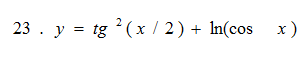 23 . y = tg ²( x / 2 ) + ln(cos x )